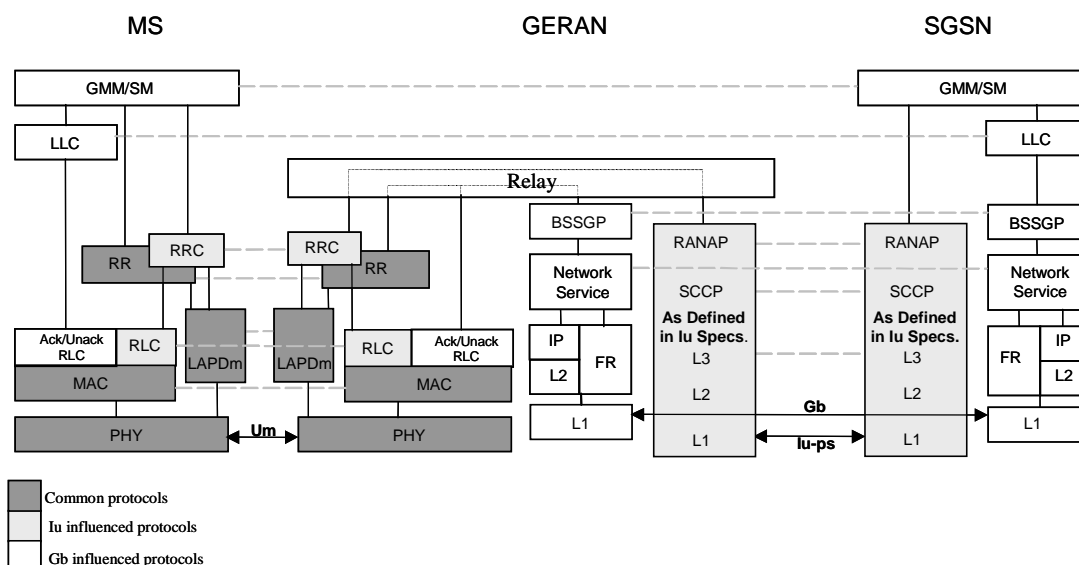 MS GERAN SGSN
GMM/SM GMM/SM
LLC LLC
Relay
BSSGP BSSGP
RRC RRC RANAP RANAP
RR RR
Network Network
Service Service
SCCP SCCP
As Defined As Defined
in Iu Specs. in Iu Specs.
Ack/Unack RLC LAPDm LAPDm RLC Ack/Unack IP FR L3 L3 FR IP
RLC RLC
MAC MAC L2 L2 L2 L2
Gb
PHY Um PHY L1 L1 Iu-ps L1 L1
Common protocols
Iu influenced protocols
Gb influenced protocols